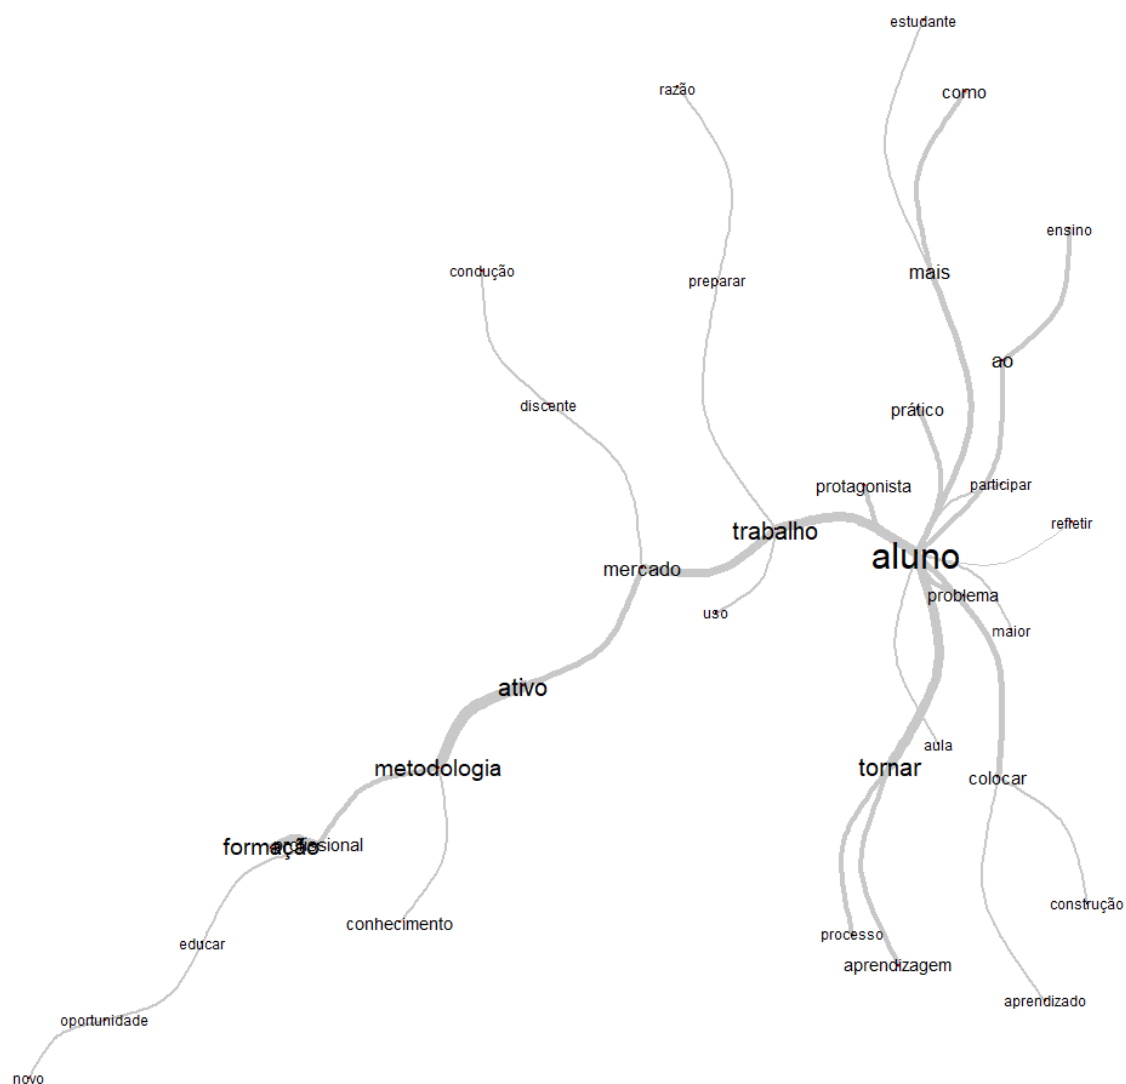 estudante
razão
como
ensino
condução
mais
preparar
ao
discente
prático
participar
protagonista
refletir
trabalho
aluno
mercado
problema
uso
maior
ativo
aula
metodologia
tornar
colocar
formação
profissional
construção
conhecimento
processo
educar
aprendizagem
aprendizado
oportunidade
novo